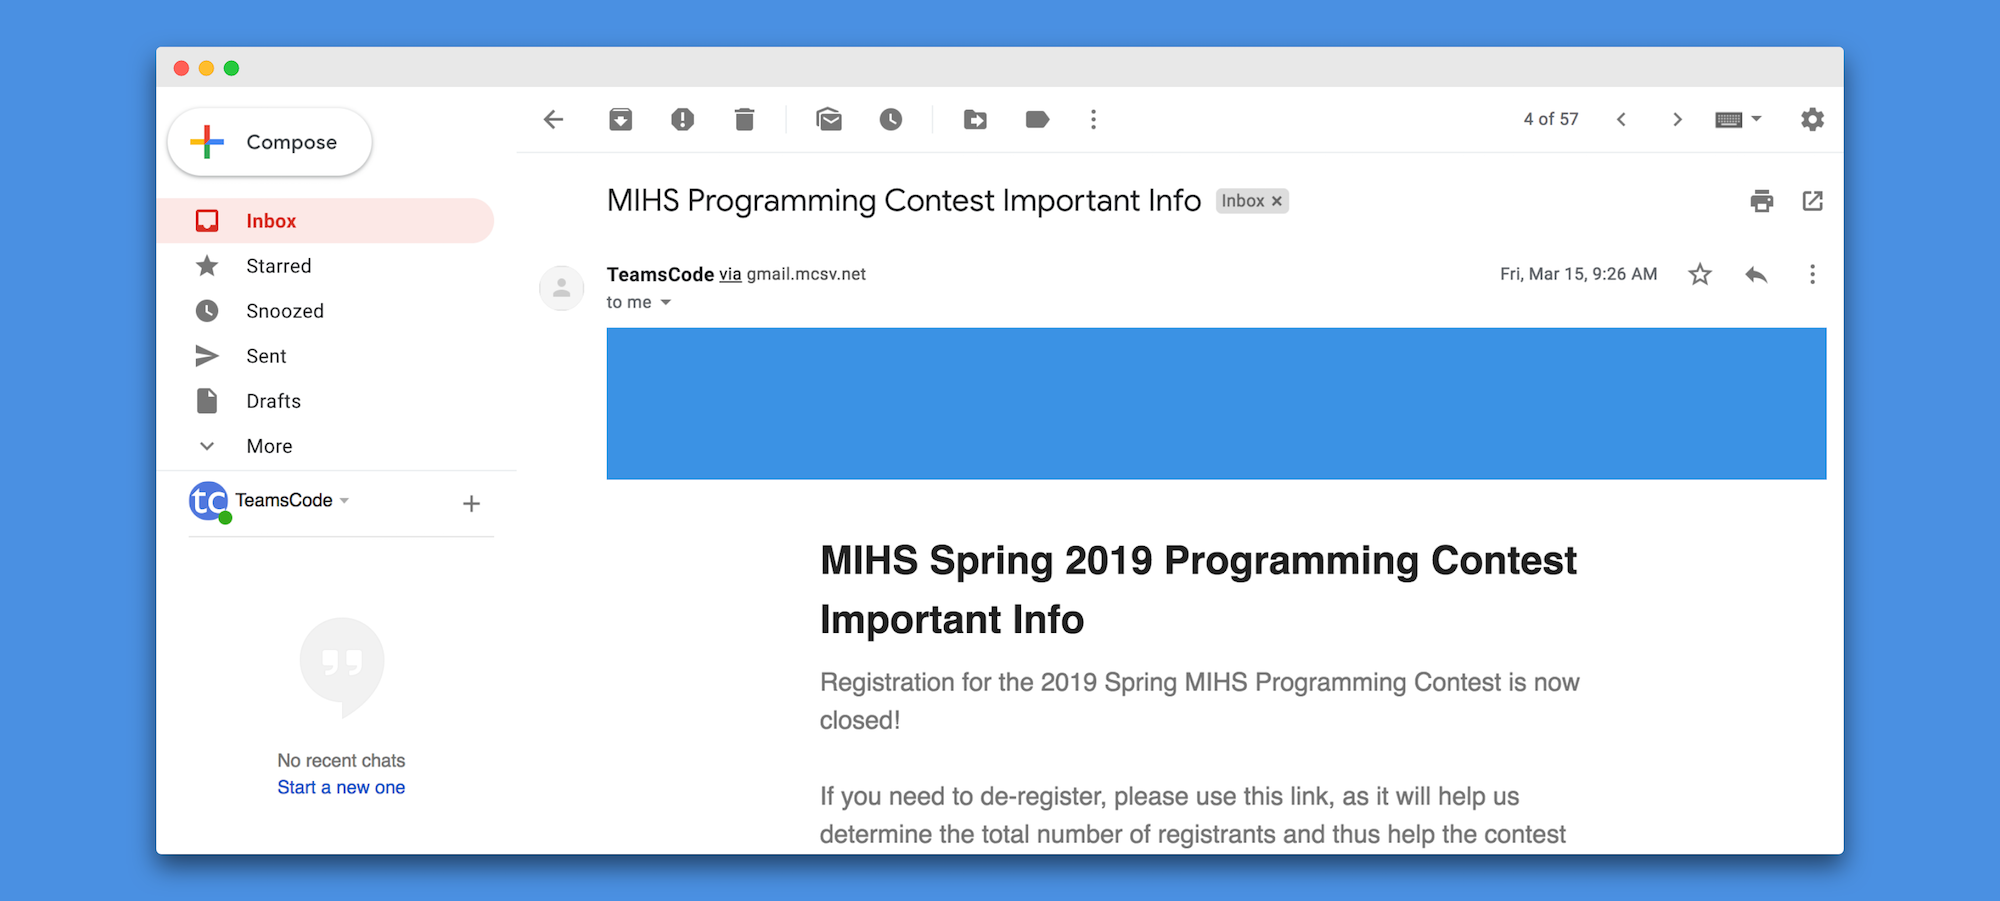 Compose
Inbox
Starred
Snoozed
Sent
Drafts
More
tc TeamsCode
No recent chats
Start a new one
4 of 57
MIHS Programming Contest Important Info Inbox ×
TeamsCode via gmail.mcsv.net
Fri, Mar 15, 9:26 AM
to me
MIHS Spring 2019 Programming Contest
Important Info
Registration for the 2019 Spring MIHS Programming Contest is now
closed!
If you need to de-register, please use this link, as it will help us
determine the total number of registrants and thus help the contest